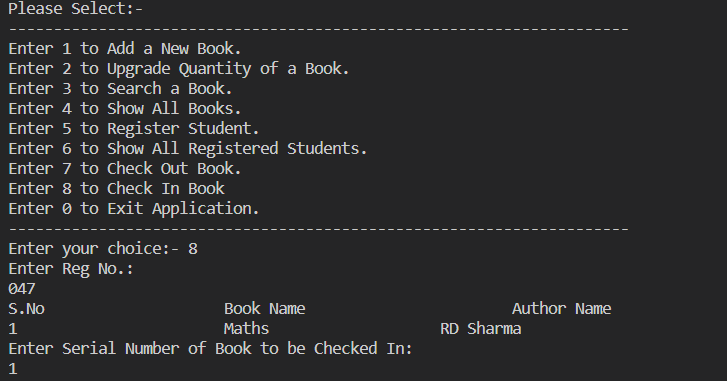 Please Select:-
----------------------------------------------------------------------
Enter 1 to Add a New Book.
Enter 2 to Upgrade Quantity of a Book.
Enter 3 to Search a Book.
Enter 4 to Show All Books.
Enter 5 to Register Student.
Enter 6 to Show All Registered Students.
Enter 7 to Check Out Book.
Enter 8 to Check In Book
Enter 0 to Exit Application.
----------------------------------------------------------------------
Enter your choice:- 8
Enter Reg No.:
047
S.No                    Book Name                       Author Name
1                       Maths                   RD Sharma
Enter Serial Number of Book to be Checked In:
1